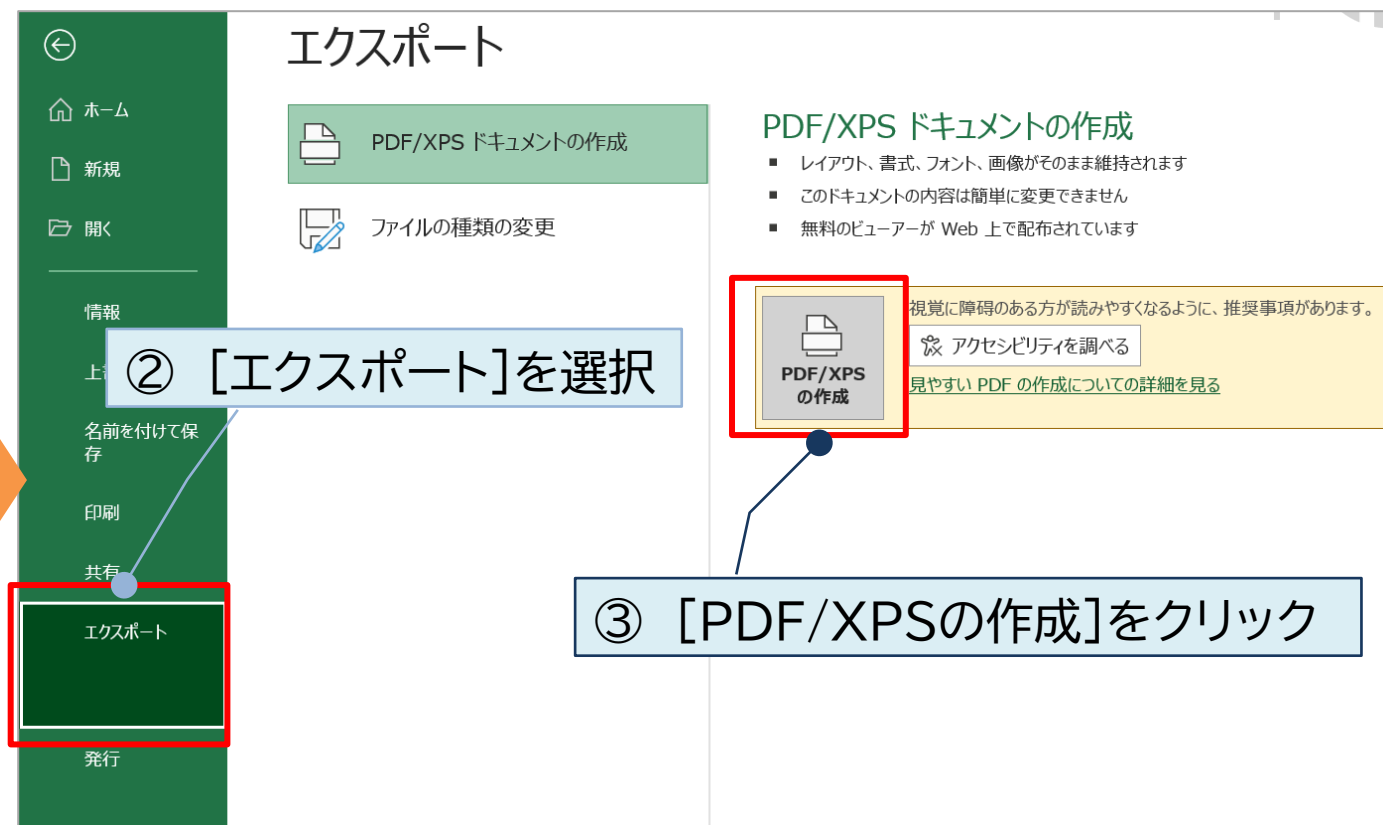 エクスポート
ホーム
新規
開く
情報
上
名前を付けて保
存
印刷
共有
エクスポート
発行
PDF/XPS ドキュメントの作成
ファイルの種類の変更
PDF/XPS ドキュメントの作成
■ レイアウト、書式、フォント、画像がそのまま維持されます
■ このドキュメントの内容は簡単に変更できません
■ 無料のビューアーが Web 上で配布されています
PDF/XPS
の作成
視覚に障碍のある方が読みやすくなるように、推奨事項があります。
アクセシビリティを調べる
見やすい PDF の作成についての詳細を見る
② [エクスポート]を選択
③ [PDF/XPSの作成]をクリック